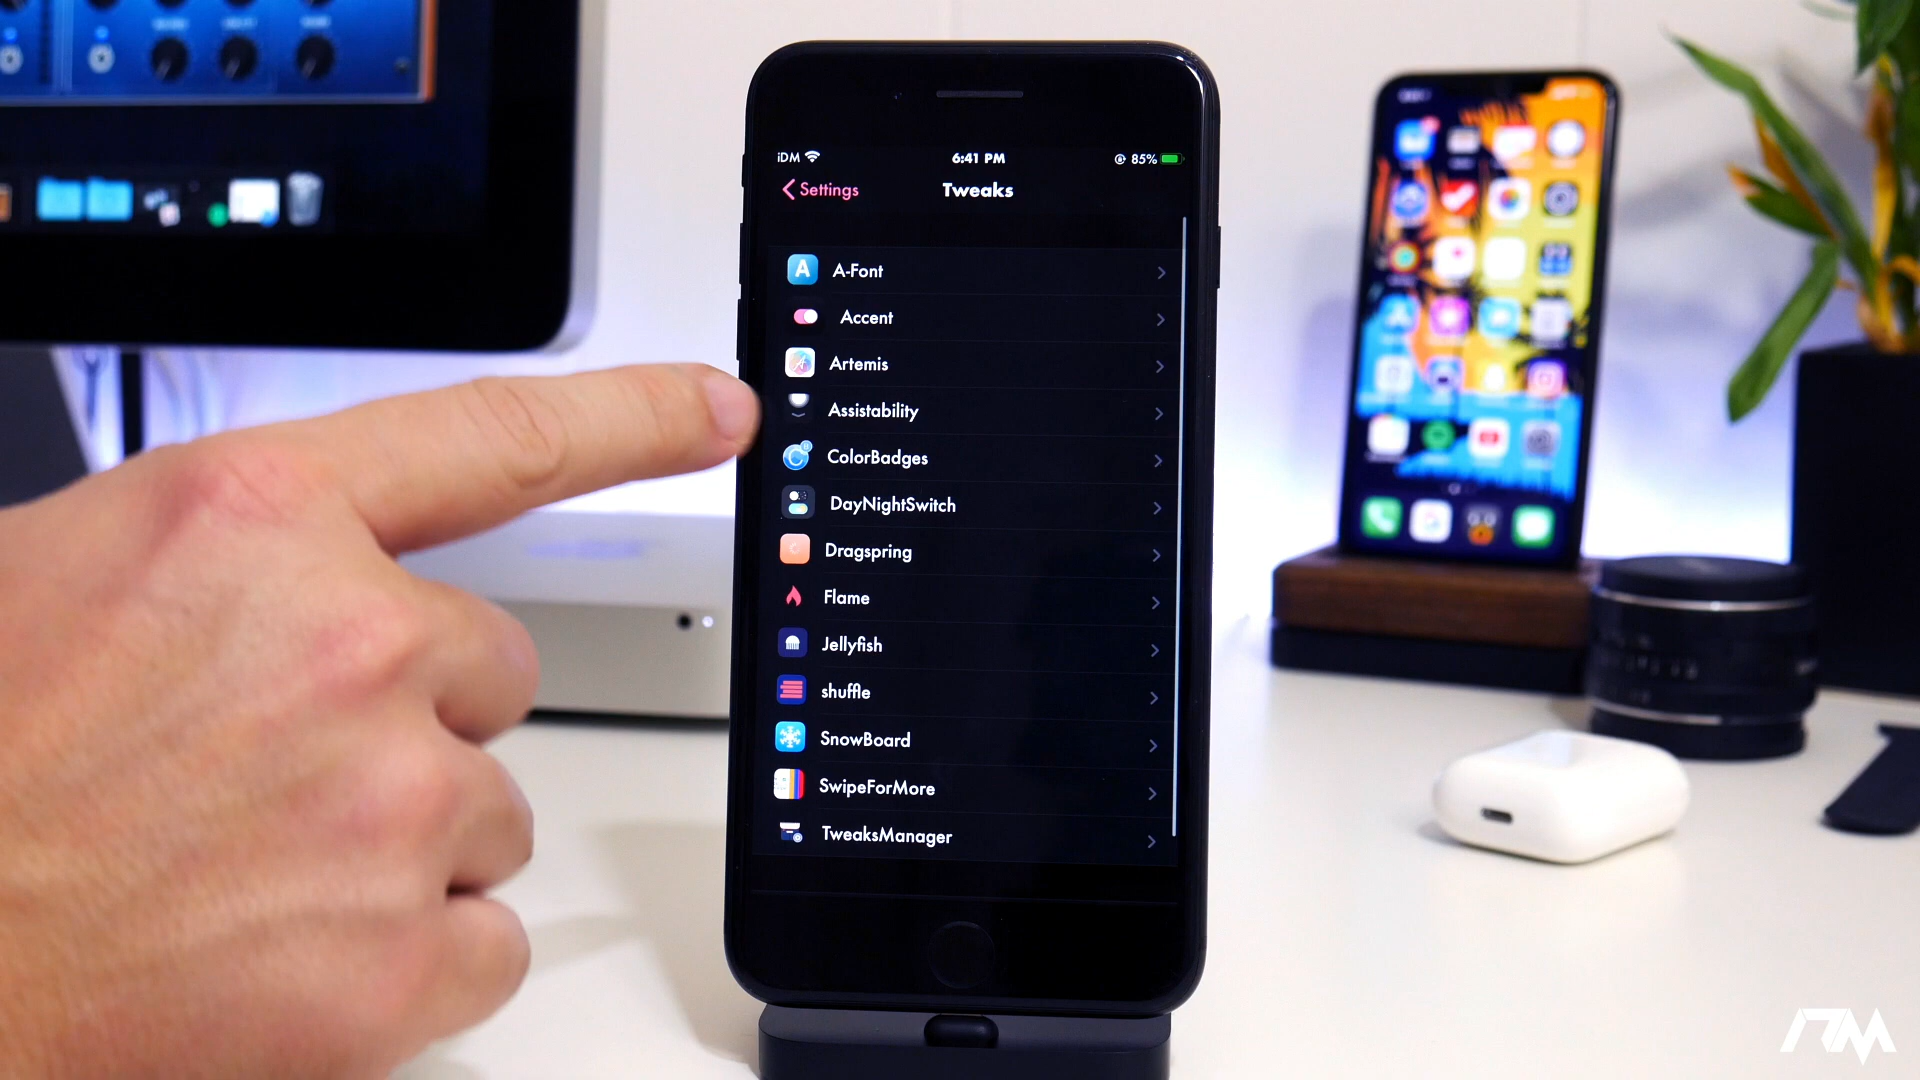 iDM 6:41 PM 85%
Settings Tweaks
A-Font
Accent
Artemis
Assistability
ColorBadges
DayNightSwitch
Dragspring
Flame
Jellyfish
shuffle
SnowBoard
SwipeForMore
TweaksManager